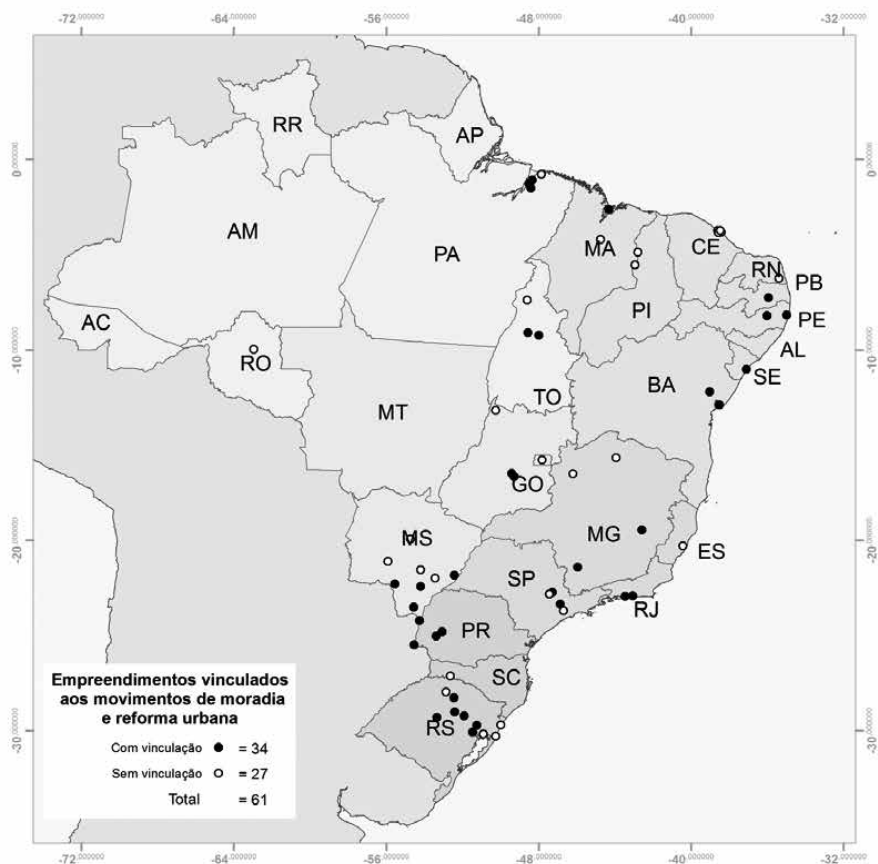 -72,000000 -64,000000 -56,000000 -48,000000 -40,000000 -32,000000
0,000000
-10,000000
-20,000000
-30,000000
RR
AP
AM
PA
MA
CE
RN
PB
PI
PE
AC
AL
RO
SE
TO
BA
MT
GO
MS
MG
ES
SP
RJ
PR
SC
RS
Empreendimentos vinculados
aos movimentos de moradia
e reforma urbana
Com vinculação ● = 34
Sem vinculação ○ = 27
Total = 61
0,000000
-10,000000
-20,000000
-30,000000
-72,000000 -64,000000 -56,000000 -48,000000 -40,000000 -32,000000